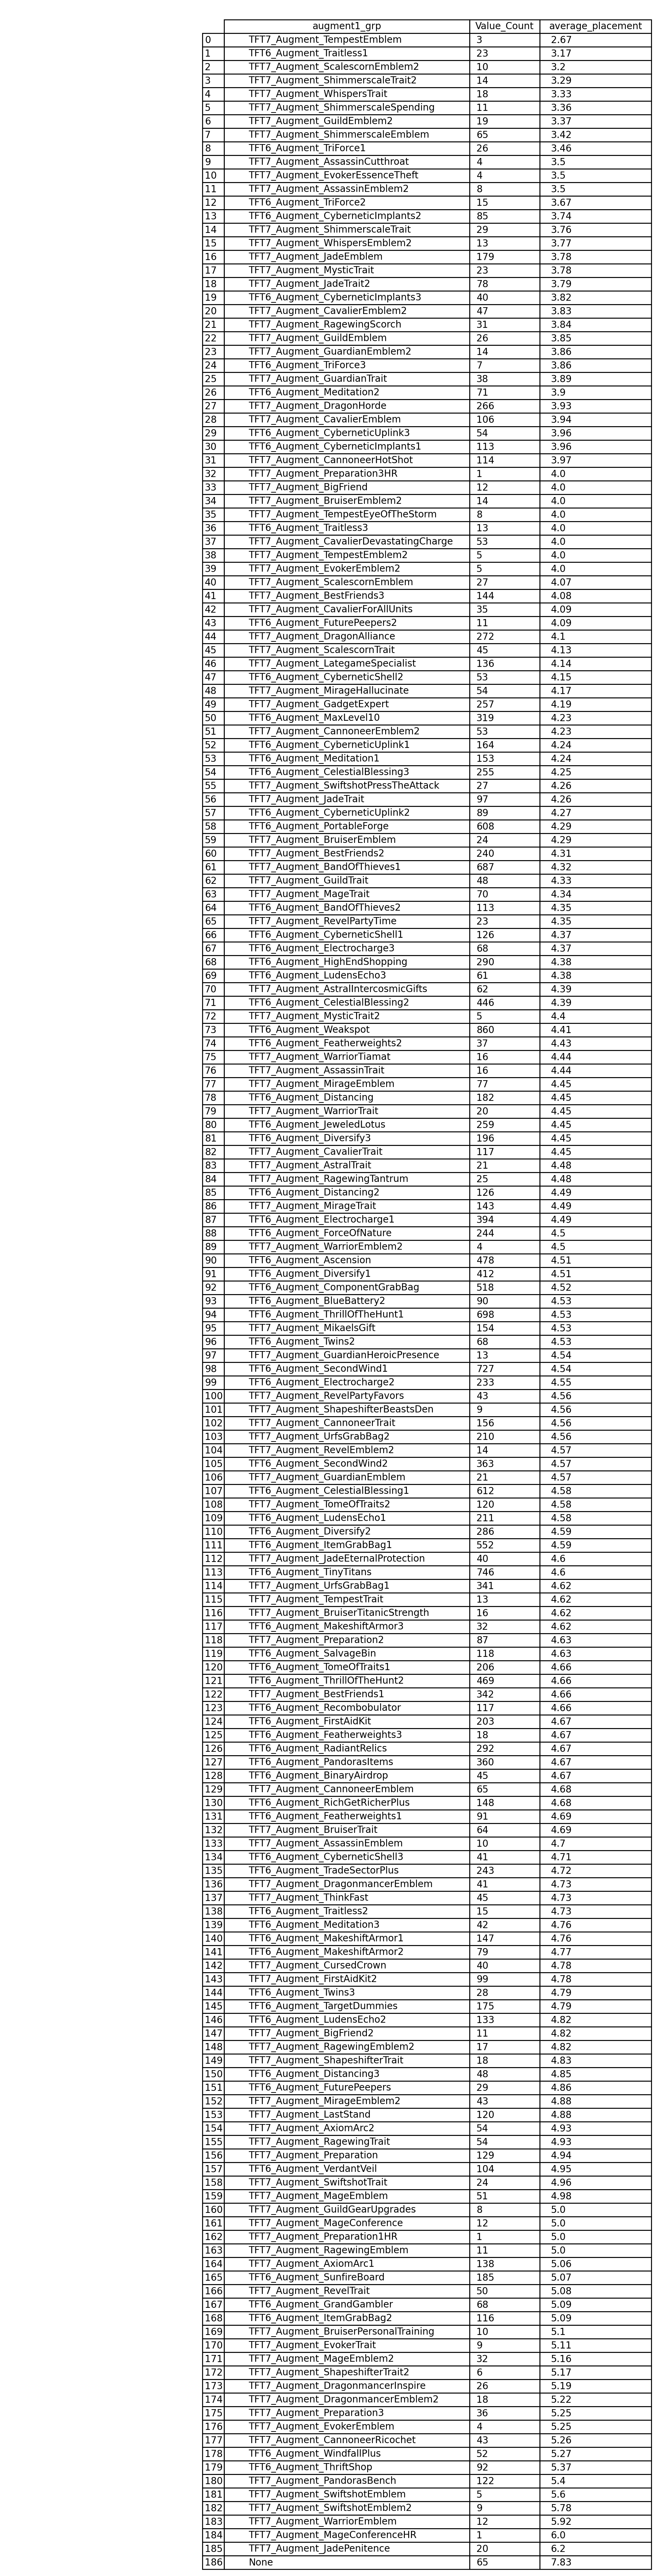 augment1_grp Value_Count average_placement
0 TFT7_Augment_TempestEmblem 3 2.67
1 TFT6_Augment_Traitless1 23 3.17
2 TFT7_Augment_ScalescornEmblem2 10 3.2
3 TFT7_Augment_ShimmerscaleTrait2 14 3.29
4 TFT7_Augment_WhispersTrait 18 3.33
5 TFT7_Augment_ShimmerscaleSpending 11 3.36
6 TFT7_Augment_GuildEmblem2 19 3.37
7 TFT7_Augment_ShimmerscaleEmblem 65 3.42
8 TFT6_Augment_TriForce1 26 3.46
9 TFT7_Augment_AssassinCutthroat 4 3.5
10 TFT7_Augment_EvokerEssenceTheft 4 3.5
11 TFT7_Augment_AssassinEmblem2 8 3.5
12 TFT6_Augment_TriForce2 15 3.67
13 TFT6_Augment_CyberneticImplants2 85 3.74
14 TFT7_Augment_ShimmerscaleTrait 29 3.76
15 TFT7_Augment_WhispersEmblem2 13 3.77
16 TFT7_Augment_JadeEmblem 179 3.78
17 TFT7_Augment_MysticTrait 23 3.78
18 TFT7_Augment_JadeTrait2 78 3.79
19 TFT6_Augment_CyberneticImplants3 40 3.82
20 TFT7_Augment_CavalierEmblem2 47 3.83
21 TFT7_Augment_RagewingScorch 31 3.84
22 TFT7_Augment_GuildEmblem 26 3.85
23 TFT7_Augment_GuardianEmblem2 14 3.86
24 TFT6_Augment_TriForce3 7 3.86
25 TFT7_Augment_GuardianTrait 38 3.89
26 TFT6_Augment_Meditation2 71 3.9
27 TFT7_Augment_DragonHorde 266 3.93
28 TFT7_Augment_CavalierEmblem 106 3.94
29 TFT6_Augment_CyberneticUplink3 54 3.96
30 TFT6_Augment_CyberneticImplants1 113 3.96
31 TFT7_Augment_CannoneerHotShot 114 3.97
32 TFT7_Augment_Preparation3HR 1 4.0
33 TFT7_Augment_BigFriend 12 4.0
34 TFT7_Augment_BruiserEmblem2 14 4.0
35 TFT7_Augment_TempestEyeOfTheStorm 8 4.0
36 TFT6_Augment_Traitless3 13 4.0
37 TFT7_Augment_CavalierDevastatingCharge 53 4.0
38 TFT7_Augment_TempestEmblem2 5 4.0
39 TFT7_Augment_EvokerEmblem2 5 4.0
40 TFT7_Augment_ScalescornEmblem 27 4.07
41 TFT7_Augment_BestFriends3 144 4.08
42 TFT7_Augment_CavalierForAllUnits 35 4.09
43 TFT6_Augment_FuturePeepers2 11 4.09
44 TFT7_Augment_DragonAlliance 272 4.1
45 TFT7_Augment_ScalescornTrait 45 4.13
46 TFT7_Augment_LategameSpecialist 136 4.14
47 TFT6_Augment_CyberneticShell2 53 4.15
48 TFT7_Augment_MirageHallucinate 54 4.17
49 TFT7_Augment_GadgetExpert 257 4.19
50 TFT6_Augment_MaxLevel10 319 4.23
51 TFT7_Augment_CannoneerEmblem2 53 4.23
52 TFT6_Augment_CyberneticUplink1 164 4.24
53 TFT6_Augment_Meditation1 153 4.24
54 TFT6_Augment_CelestialBlessing3 255 4.25
55 TFT7_Augment_SwiftshotPressTheAttack 27 4.26
56 TFT7_Augment_JadeTrait 97 4.26
57 TFT6_Augment_CyberneticUplink2 89 4.27
58 TFT6_Augment_PortableForge 608 4.29
59 TFT7_Augment_BruiserEmblem 24 4.29
60 TFT7_Augment_BestFriends2 240 4.31
61 TFT6_Augment_BandOfThieves1 687 4.32
62 TFT7_Augment_GuildTrait 48 4.33
63 TFT7_Augment_MageTrait 70 4.34
64 TFT6_Augment_BandOfThieves2 113 4.35
65 TFT7_Augment_RevelPartyTime 23 4.35
66 TFT6_Augment_CyberneticShell1 126 4.37
67 TFT6_Augment_Electrocharge3 68 4.37
68 TFT6_Augment_HighEndShopping 290 4.38
69 TFT6_Augment_LudensEcho3 61 4.38
70 TFT7_Augment_AstralIntercosmicGifts 62 4.39
71 TFT6_Augment_CelestialBlessing2 446 4.39
72 TFT7_Augment_MysticTrait2 5 4.4
73 TFT6_Augment_Weakspot 860 4.41
74 TFT6_Augment_Featherweights2 37 4.43
75 TFT7_Augment_WarriorTiamat 16 4.44
76 TFT7_Augment_AssassinTrait 16 4.44
77 TFT7_Augment_MirageEmblem 77 4.45
78 TFT6_Augment_Distancing 182 4.45
79 TFT7_Augment_WarriorTrait 20 4.45
80 TFT6_Augment_JeweledLotus 259 4.45
81 TFT6_Augment_Diversify3 196 4.45
82 TFT7_Augment_CavalierTrait 117 4.45
83 TFT7_Augment_AstralTrait 21 4.48
84 TFT7_Augment_RagewingTantrum 25 4.48
85 TFT6_Augment_Distancing2 126 4.49
86 TFT7_Augment_MirageTrait 143 4.49
87 TFT6_Augment_Electrocharge1 394 4.49
88 TFT6_Augment_ForceOfNature 244 4.5
89 TFT7_Augment_WarriorEmblem2 4 4.5
90 TFT6_Augment_Ascension 478 4.51
91 TFT6_Augment_Diversify1 412 4.51
92 TFT6_Augment_ComponentGrabBag 518 4.52
93 TFT6_Augment_BlueBattery2 90 4.53
94 TFT6_Augment_ThrillOfTheHunt1 698 4.53
95 TFT7_Augment_MikaelsGift 154 4.53
96 TFT6_Augment_Twins2 68 4.53
97 TFT7_Augment_GuardianHeroicPresence 13 4.54
98 TFT6_Augment_SecondWind1 727 4.54
99 TFT6_Augment_Electrocharge2 233 4.55
100 TFT7_Augment_RevelPartyFavors 43 4.56
101 TFT7_Augment_ShapeshifterBeastsDen 9 4.56
102 TFT7_Augment_CannoneerTrait 156 4.56
103 TFT7_Augment_UrfsGrabBag2 210 4.56
104 TFT7_Augment_RevelEmblem2 14 4.57
105 TFT6_Augment_SecondWind2 363 4.57
106 TFT7_Augment_GuardianEmblem 21 4.57
107 TFT6_Augment_CelestialBlessing1 612 4.58
108 TFT7_Augment_TomeOfTraits2 120 4.58
109 TFT6_Augment_LudensEcho1 211 4.58
110 TFT6_Augment_Diversify2 286 4.59
111 TFT6_Augment_ItemGrabBag1 552 4.59
112 TFT7_Augment_JadeEternalProtection 40 4.6
113 TFT6_Augment_TinyTitans 746 4.6
114 TFT7_Augment_UrfsGrabBag1 341 4.62
115 TFT7_Augment_TempestTrait 13 4.62
116 TFT7_Augment_BruiserTitanicStrength 16 4.62
117 TFT6_Augment_MakeshiftArmor3 32 4.62
118 TFT7_Augment_Preparation2 87 4.63
119 TFT6_Augment_SalvageBin 118 4.63
120 TFT6_Augment_TomeOfTraits1 206 4.66
121 TFT6_Augment_ThrillOfTheHunt2 469 4.66
122 TFT7_Augment_BestFriends1 342 4.66
123 TFT6_Augment_Recombobulator 117 4.66
124 TFT6_Augment_FirstAidKit 203 4.67
125 TFT6_Augment_Featherweights3 18 4.67
126 TFT6_Augment_RadiantRelics 292 4.67
127 TFT6_Augment_PandorasItems 360 4.67
128 TFT6_Augment_BinaryAirdrop 45 4.67
129 TFT7_Augment_CannoneerEmblem 65 4.68
130 TFT6_Augment_RichGetRicherPlus 148 4.68
131 TFT6_Augment_Featherweights1 91 4.69
132 TFT7_Augment_BruiserTrait 64 4.69
133 TFT7_Augment_AssassinEmblem 10 4.7
134 TFT6_Augment_CyberneticShell3 41 4.71
135 TFT6_Augment_TradeSectorPlus 243 4.72
136 TFT7_Augment_DragonmancerEmblem 41 4.73
137 TFT7_Augment_ThinkFast 45 4.73
138 TFT6_Augment_Traitless2 15 4.73
139 TFT6_Augment_Meditation3 42 4.76
140 TFT6_Augment_MakeshiftArmor1 147 4.76
141 TFT6_Augment_MakeshiftArmor2 79 4.77
142 TFT7_Augment_CursedCrown 40 4.78
143 TFT7_Augment_FirstAidKit2 99 4.78
144 TFT6_Augment_Twins3 28 4.79
145 TFT6_Augment_TargetDummies 175 4.79
146 TFT6_Augment_LudensEcho2 133 4.82
147 TFT7_Augment_BigFriend2 11 4.82
148 TFT7_Augment_RagewingEmblem2 17 4.82
149 TFT7_Augment_ShapeshifterTrait 18 4.83
150 TFT6_Augment_Distancing3 48 4.85
151 TFT6_Augment_FuturePeepers 29 4.86
152 TFT7_Augment_MirageEmblem2 43 4.88
153 TFT7_Augment_LastStand 120 4.88
154 TFT7_Augment_AxiomArc2 54 4.93
155 TFT7_Augment_RagewingTrait 54 4.93
156 TFT7_Augment_Preparation 129 4.94
157 TFT6_Augment_VerdantVeil 104 4.95
158 TFT7_Augment_SwiftshotTrait 24 4.96
159 TFT7_Augment_MageEmblem 51 4.98
160 TFT7_Augment_GuildGearUpgrades 8 5.0
161 TFT7_Augment_MageConference 12 5.0
162 TFT7_Augment_Preparation1HR 1 5.0
163 TFT7_Augment_RagewingEmblem 11 5.0
164 TFT7_Augment_AxiomArc1 138 5.06
165 TFT6_Augment_SunfireBoard 185 5.07
166 TFT7_Augment_RevelTrait 50 5.08
167 TFT6_Augment_GrandGambler 68 5.09
168 TFT6_Augment_ItemGrabBag2 116 5.09
169 TFT7_Augment_BruiserPersonalTraining 10 5.1
170 TFT7_Augment_EvokerTrait 9 5.11
171 TFT7_Augment_MageEmblem2 32 5.16
172 TFT7_Augment_ShapeshifterTrait2 6 5.17
173 TFT7_Augment_DragonmancerInspire 26 5.19
174 TFT7_Augment_DragonmancerEmblem2 18 5.22
175 TFT7_Augment_Preparation3 36 5.25
176 TFT7_Augment_EvokerEmblem 4 5.25
177 TFT7_Augment_CannoneerRicochet 43 5.26
178 TFT6_Augment_WindfallPlus 52 5.27
179 TFT6_Augment_ThriftShop 92 5.37
180 TFT7_Augment_PandorasBench 122 5.4
181 TFT7_Augment_SwiftshotEmblem 5 5.6
182 TFT7_Augment_SwiftshotEmblem2 9 5.78
183 TFT7_Augment_WarriorEmblem 12 5.92
184 TFT7_Augment_MageConferenceHR 1 6.0
185 TFT7_Augment_JadePenitence 20 6.2
186 None 65 7.83